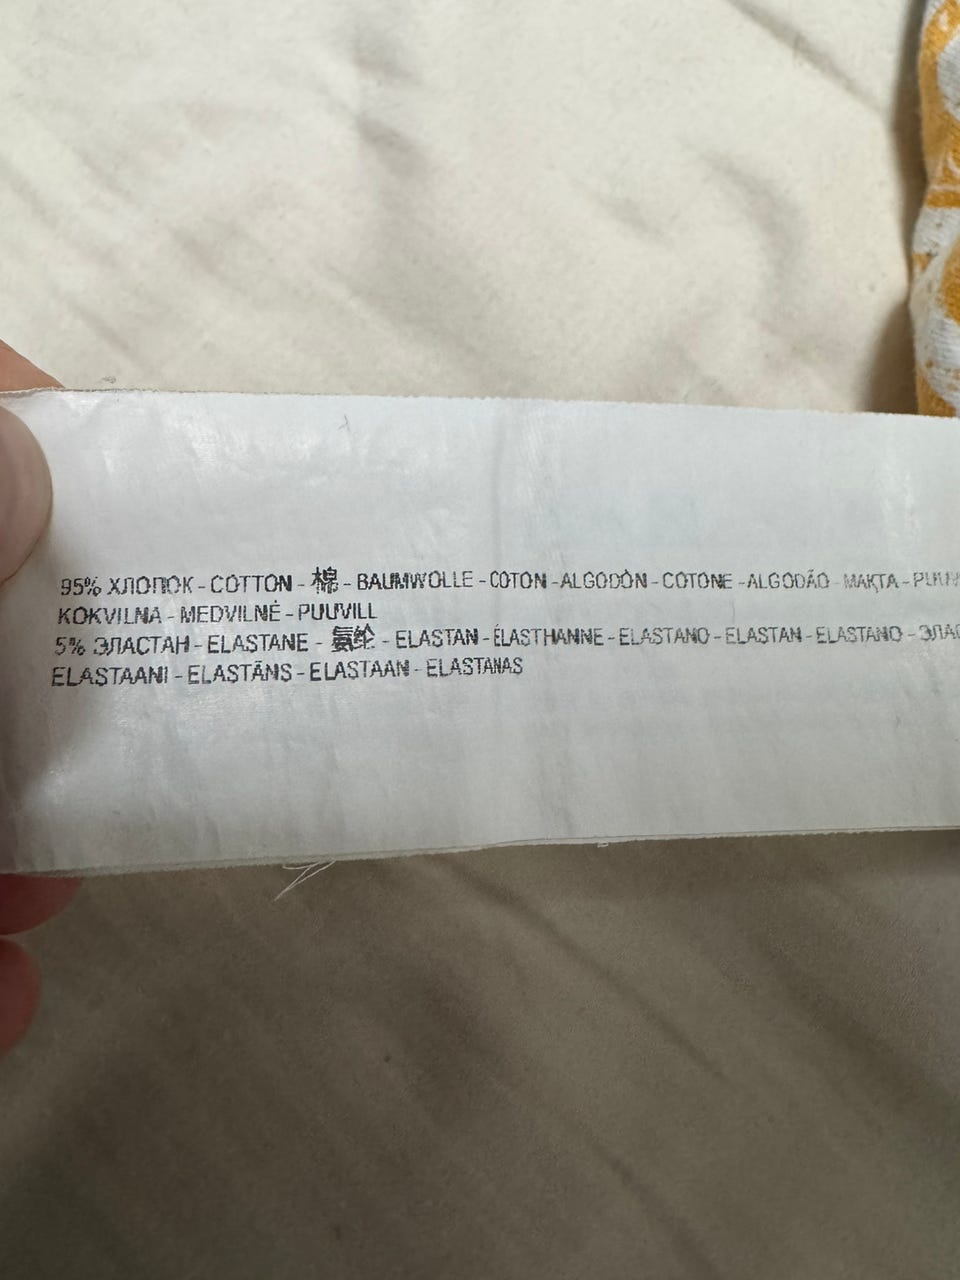 95% ХЛОПОК - COTTON - 棉 - BAUMWOLLE - COTON - ALGODÒN - COTONE - ALGODÃO - МАҚТА -
KOKVILNA - MEDVILNĖ - PUUVILL
5% ЭЛАСТАН - ELASTANE - 氨纶 - ELASTAN - ÉLASTHANNE - ELASTANO - ELASTAN - ELASTANO -
ELASTAANI - ELASTĀNS - ELASTAAN - ELASTANAS